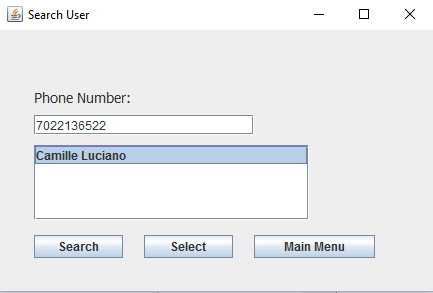 Search User
Phone Number:
7022136522
Camille Luciano
Search Select Main Menu